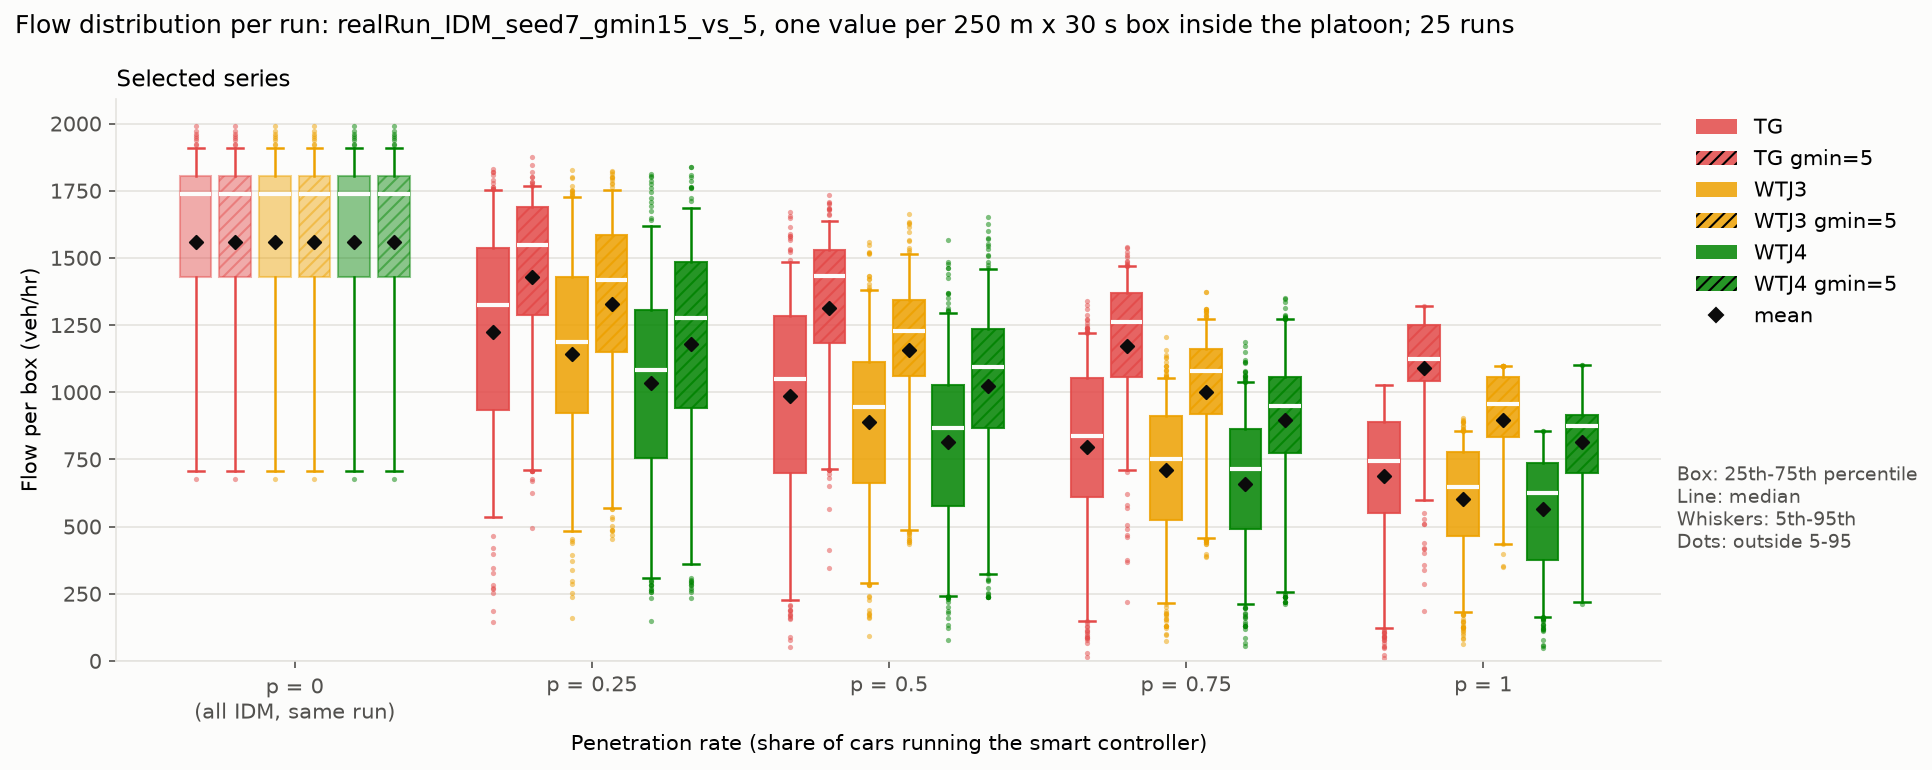 Flow distribution per run: realRun_IDM_seed7_gmin15_vs_5, one value per 250 m x 30 s box inside the platoon; 25 runs
Selected series
Flow per box (veh/hr)
2000
1750
1500
1250
1000
750
500
250
0
p = 0
(all IDM, same run)
p = 0.25
p = 0.5
p = 0.75
p = 1
Penetration rate (share of cars running the smart controller)
TG
TG gmin=5
WTJ3
WTJ3 gmin=5
WTJ4
WTJ4 gmin=5
mean
Box: 25th-75th percentile
Line: median
Whiskers: 5th-95th
Dots: outside 5-95